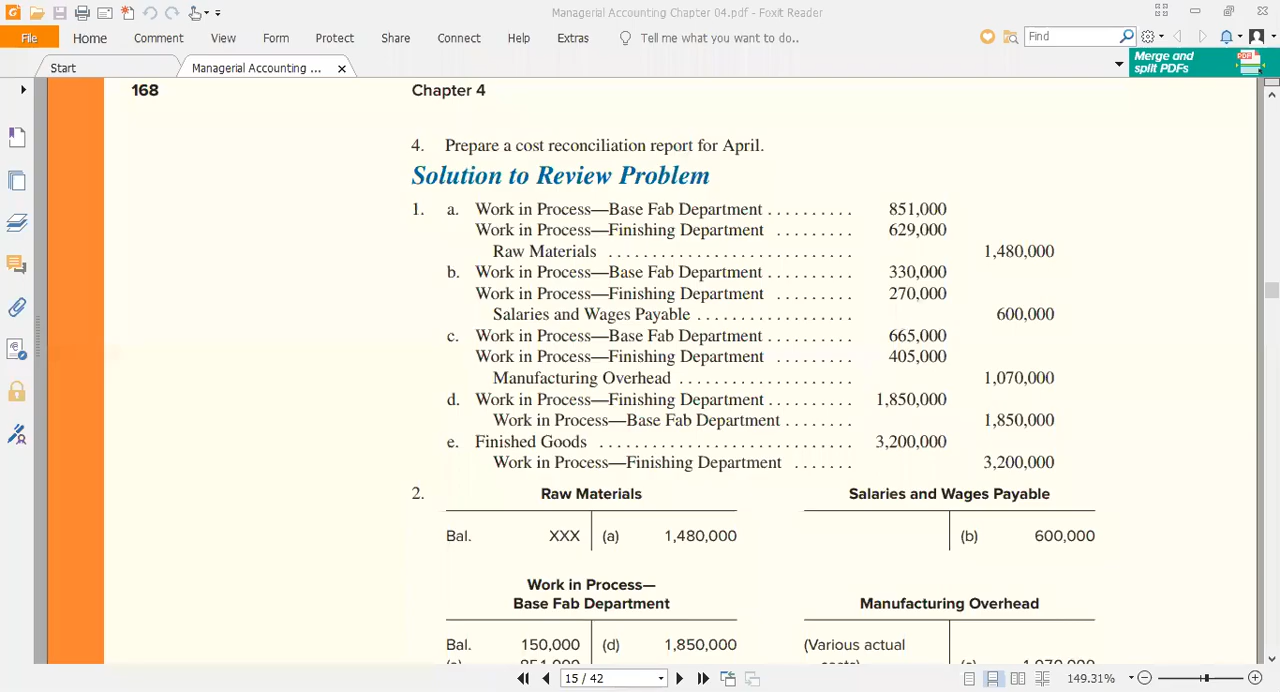 Managerial Accounting Chapter 04.pdf - Foxit Reader
File Home Comment View Form Protect Share Connect Help Extras Tell me what you want to do.. Find
Start Managerial Accounting ... x Merge and
split PDFs
168 Chapter 4
4. Prepare a cost reconciliation report for April.
Solution to Review Problem
1. a. Work in Process—Base Fab Department . . . . . . . . . . 851,000
Work in Process—Finishing Department . . . . . . . . . 629,000
Raw Materials . . . . . . . . . . . . . . . . . . . . . . . . . . . . 1,480,000
b. Work in Process—Base Fab Department . . . . . . . . . . 330,000
Work in Process—Finishing Department . . . . . . . . . 270,000
Salaries and Wages Payable . . . . . . . . . . . . . . . . . . 600,000
c. Work in Process—Base Fab Department . . . . . . . . . . 665,000
Work in Process—Finishing Department . . . . . . . . . 405,000
Manufacturing Overhead . . . . . . . . . . . . . . . . . . . . 1,070,000
d. Work in Process—Finishing Department . . . . . . . . . . 1,850,000
Work in Process—Base Fab Department . . . . . . . . 1,850,000
e. Finished Goods . . . . . . . . . . . . . . . . . . . . . . . . . . . . . 3,200,000
Work in Process—Finishing Department . . . . . . . 3,200,000
2. Raw Materials Salaries and Wages Payable
Bal. XXX (a) 1,480,000 (b) 600,000
Work in Process—
Base Fab Department Manufacturing Overhead
Bal. 150,000 (d) 1,850,000 (Various actual
15 / 42 149.31%